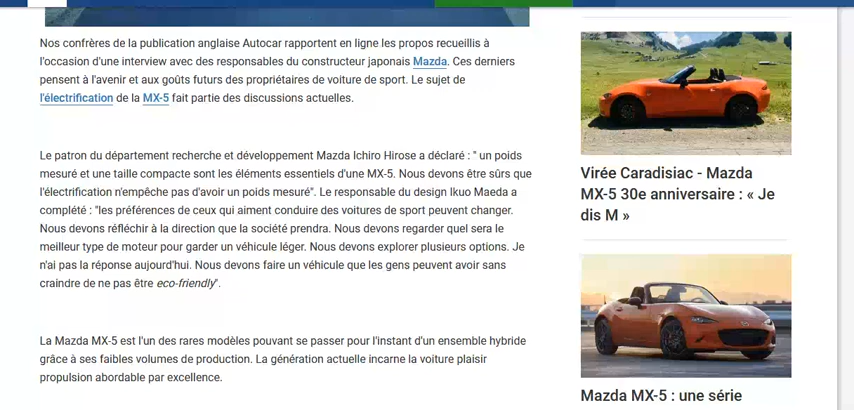 Nos confrères de la publication anglaise Autocar rapportent en ligne les propos recueillis à
l'occasion d'une interview avec des responsables du constructeur japonais Mazda. Ces derniers
pensent à l'avenir et aux goûts futurs des propriétaires de voiture de sport. Le sujet de
l'électrification de la MX-5 fait partie des discussions actuelles.
Le patron du département recherche et développement Mazda Ichiro Hirose a déclaré : " un poids
mesuré et une taille compacte sont les éléments essentiels d'une MX-5. Nous devons être sûrs que
l'électrification n'empêche pas d'avoir un poids mesuré". Le responsable du design Ikuo Maeda a
complété : "les préférences de ceux qui aiment conduire des voitures de sport peuvent changer.
Nous devons réfléchir à la direction que la société prendra. Nous devons regarder quel sera le
meilleur type de moteur pour garder un véhicule léger. Nous devons explorer plusieurs options. Je
n'ai pas la réponse aujourd'hui. Nous devons faire un véhicule que les gens peuvent avoir sans
craindre de ne pas être eco-friendly".
La Mazda MX-5 est l'un des rares modèles pouvant se passer pour l'instant d'un ensemble hybride
grâce à ses faibles volumes de production. La génération actuelle incarne la voiture plaisir
propulsion abordable par excellence.
Virée Caradisiac - Mazda
MX-5 30e anniversaire : « Je
dis M »
Mazda MX-5 : une série